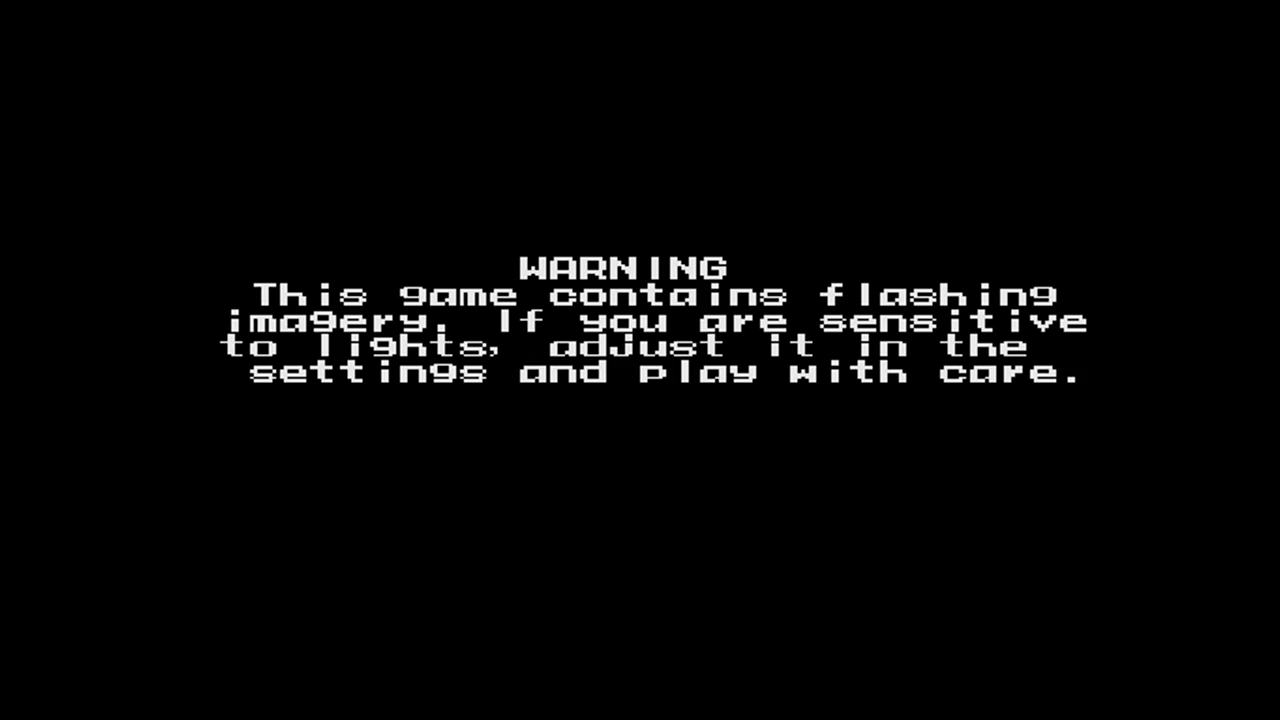 WARNING
This game contains flashing
imagery. If you are sensitive
to lights, adjust it in the
settings and play with care.